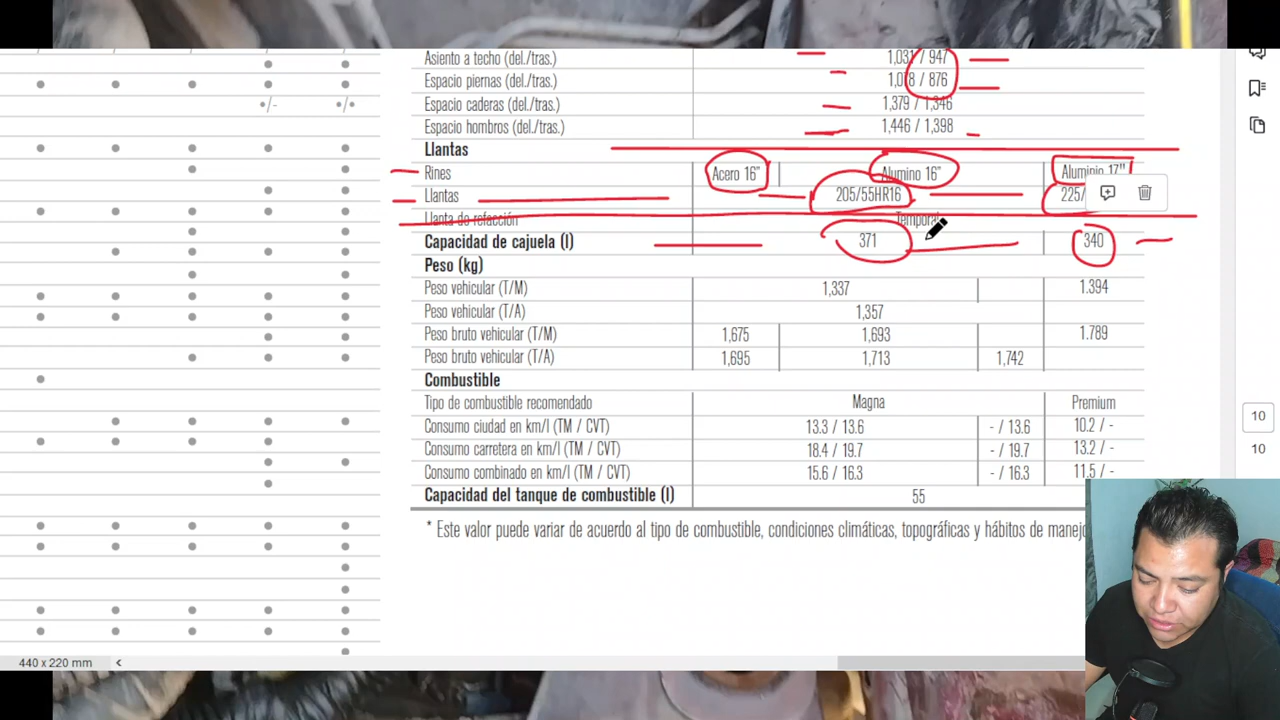 Asiento a techo (del./tras.) 1,031 / 947
Espacio piernas (del./tras.) 1,078 / 876
Espacio caderas (del./tras.) 1,379 / 1,346
Espacio hombros (del./tras.) 1,446 / 1,398
Llantas
Rines Acero 16" Alumino 16" Aluminio 17"
Llantas 205/55HR16 225/
Llanta de refacción Temporal
Capacidad de cajuela (l) 371 340
Peso (kg)
Peso vehicular (T/M) 1,337 1.394
Peso vehicular (T/A) 1,357
Peso bruto vehicular (T/M) 1,675 1,693 1.789
Peso bruto vehicular (T/A) 1,695 1,713 1,742
Combustible
Tipo de combustible recomendado Magna Premium
Consumo ciudad en km/l (TM / CVT) 13.3 / 13.6 - / 13.6 10.2 / -
Consumo carretera en km/l (TM / CVT) 18.4 / 19.7 - / 19.7 13.2 / -
Consumo combinado en km/l (TM / CVT) 15.6 / 16.3 - / 16.3 11.5 / -
Capacidad del tanque de combustible (l) 55
* Este valor puede variar de acuerdo al tipo de combustible, condiciones climáticas, topográficas y hábitos de manejo
10
10
440 x 220 mm